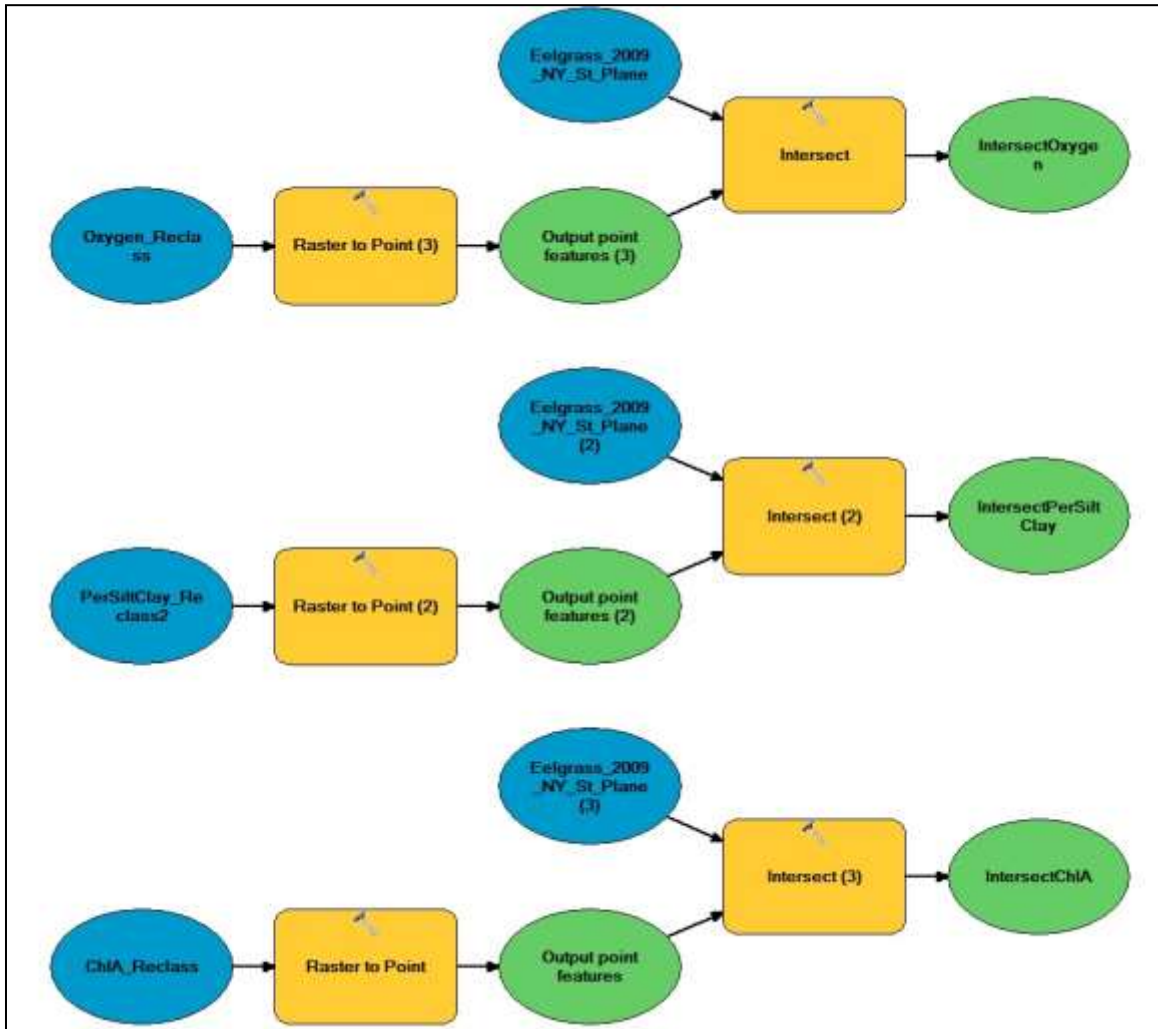 Eelgrass_2009
_NY_St_Plane
Intersect
IntersectOxyge
n
Oxygen_Recla
ss
Raster to Point (3)
Output point
features (3)
Eelgrass_2009
_NY_St_Plane
(2)
Intersect (2)
IntersectPerSilt
Clay
PerSiltClay_Re
class2
Raster to Point (2)
Output point
features (2)
Eelgrass_2009
_NY_St_Plane
(3)
Intersect (3)
IntersectChlA
ChlA_Reclass
Raster to Point
Output point
features